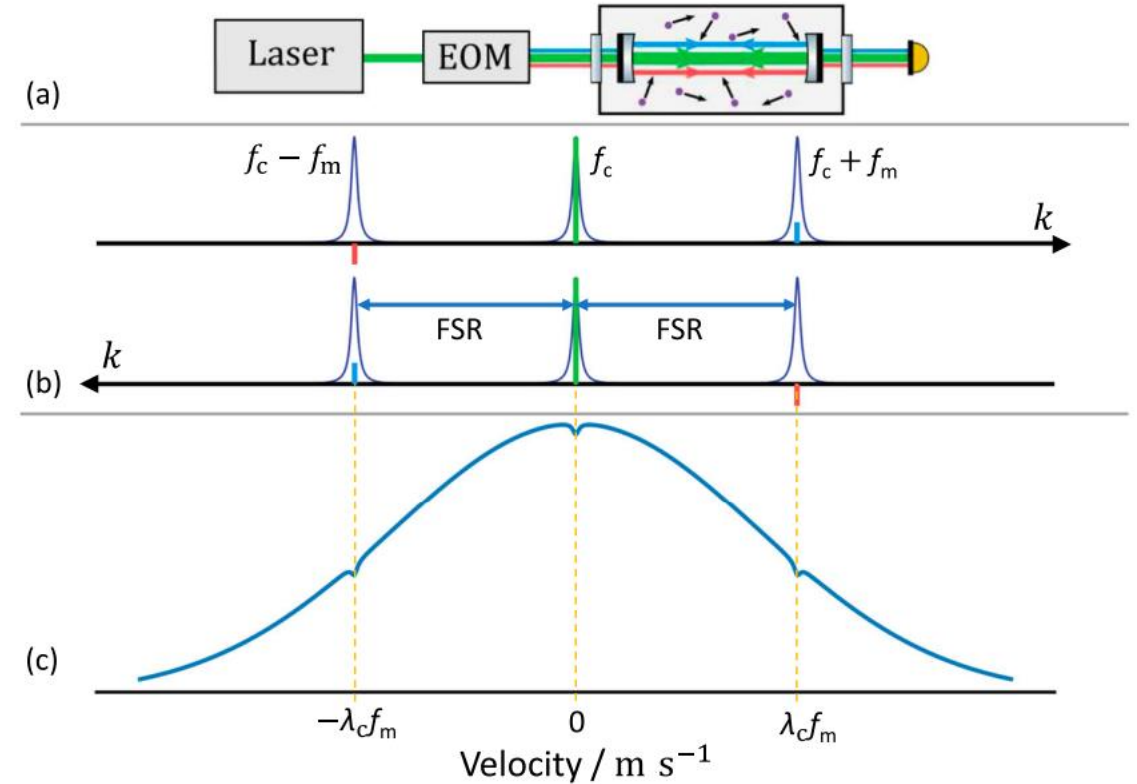 Laser
EOM
(a)
f_c − f_m
f_c
f_c + f_m
k
FSR
FSR
k
(b)
(c)
−λ_c f_m
0
λ_c f_m
Velocity / m s⁻¹